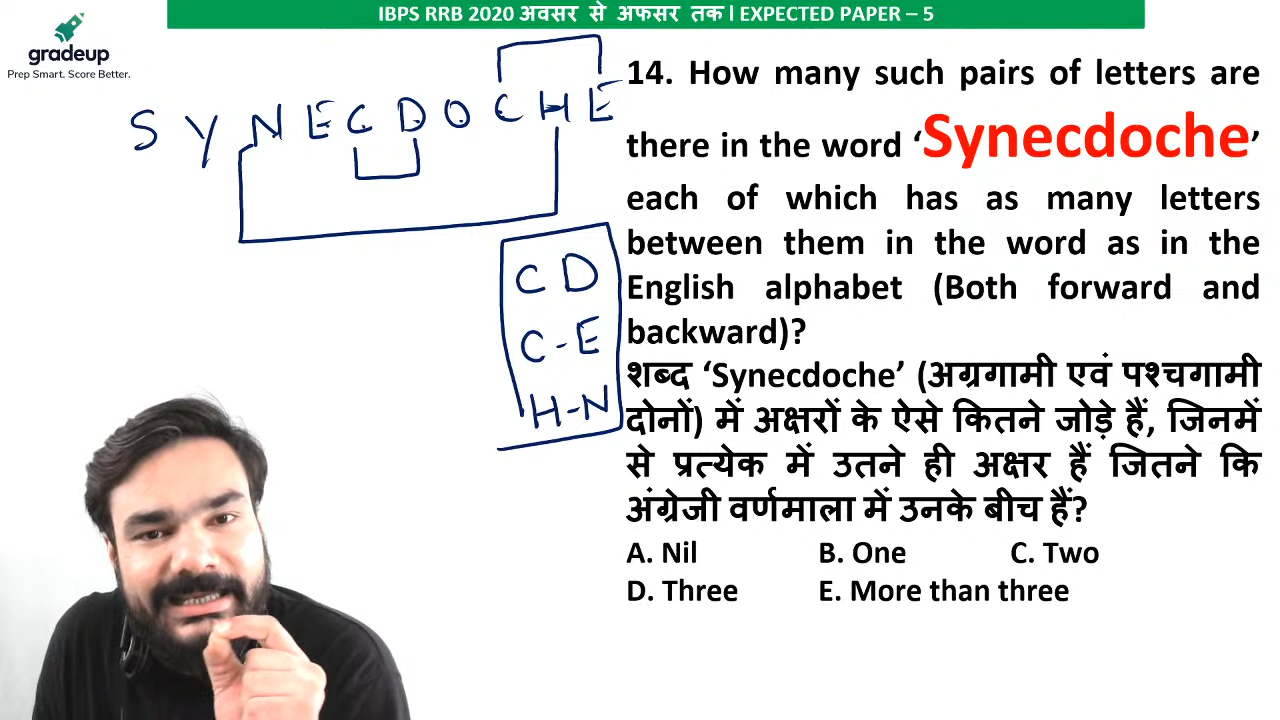 IBPS RRB 2020 अवसर से अफसर तक l EXPECTED PAPER – 5
gradeup
Prep Smart. Score Better.
S Y N E C D O C H E
C D
C - E
H - N
14. How many such pairs of letters are
there in the word ‘Synecdoche’
each of which has as many letters
between them in the word as in the
English alphabet (Both forward and
backward)?
शब्द ‘Synecdoche’ (अग्रगामी एवं पश्चगामी
दोनों) में अक्षरों के ऐसे कितने जोड़े हैं, जिनमें
से प्रत्येक में उतने ही अक्षर हैं जितने कि
अंग्रेजी वर्णमाला में उनके बीच हैं?
A. Nil B. One C. Two
D. Three E. More than three